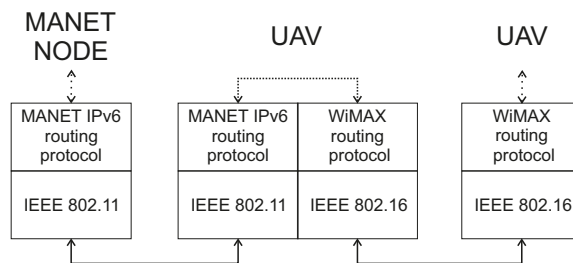 MANET
NODE
UAV
UAV
MANET IPv6
routing
protocol
MANET IPv6
routing
protocol
WiMAX
routing
protocol
WiMAX
routing
protocol
IEEE 802.11
IEEE 802.11
IEEE 802.16
IEEE 802.16